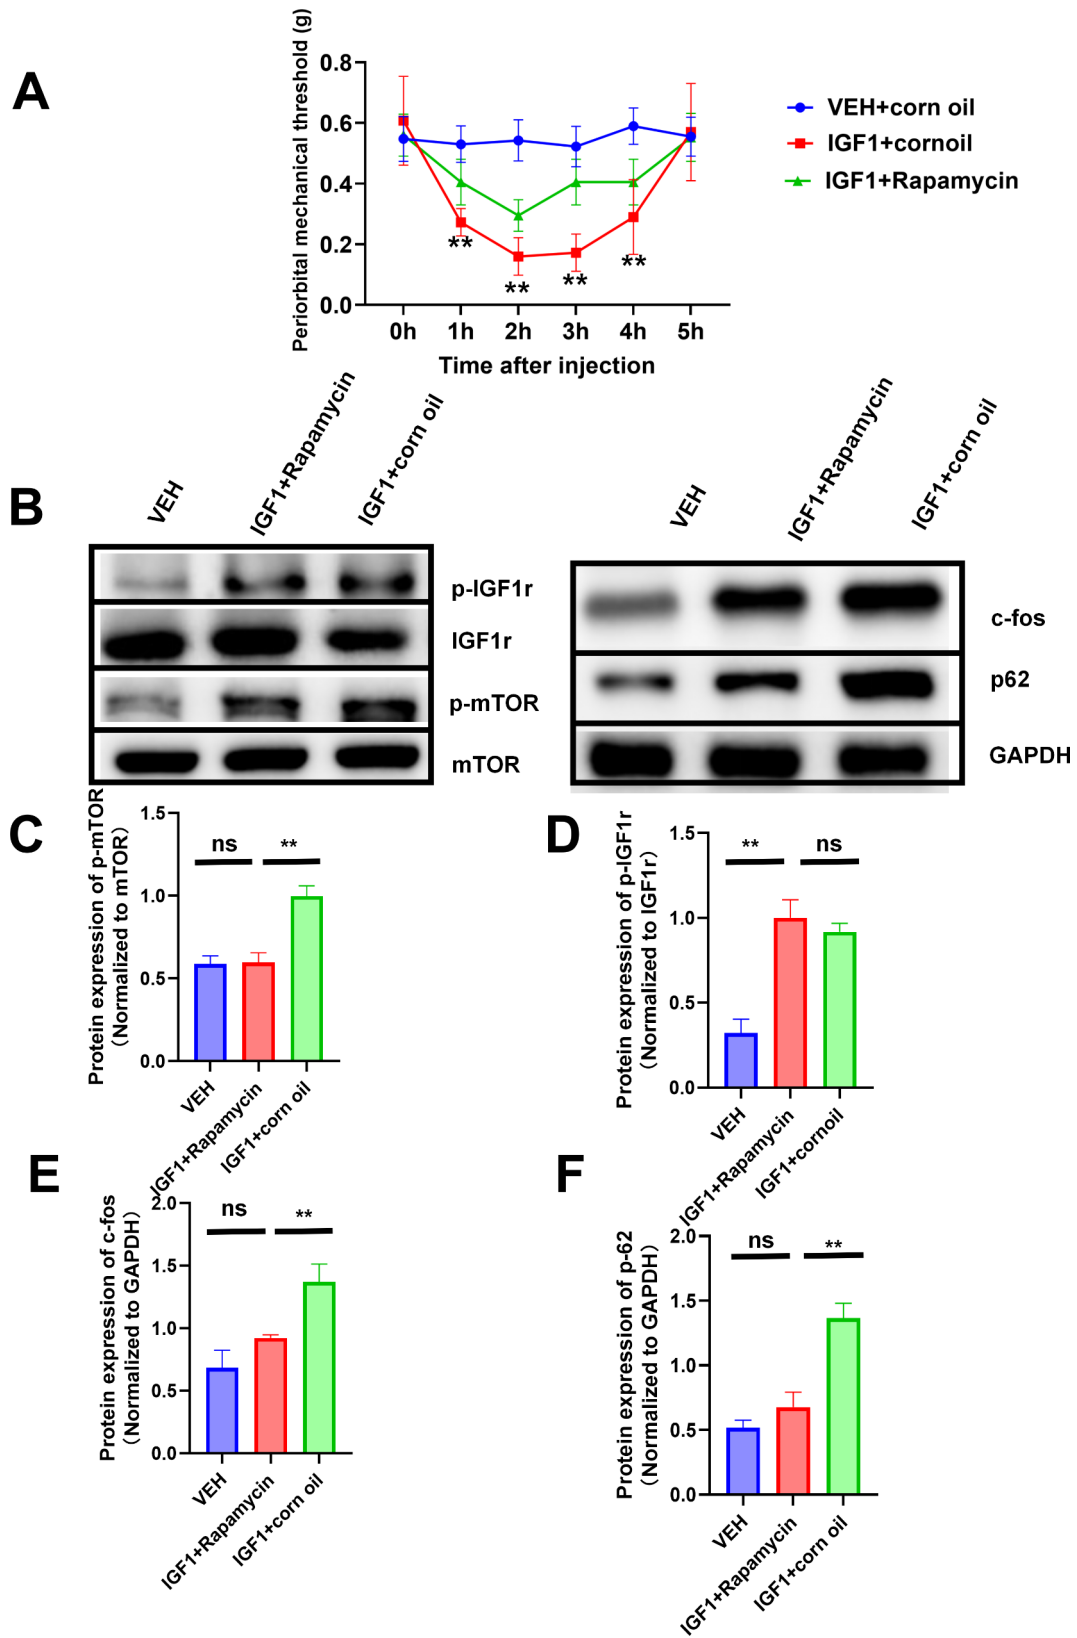 A
Periorbital mechanical threshold (g)
0.8
0.6
0.4
0.2
0.0
**
**
**
**
0h 1h 2h 3h 4h 5h
Time after injection
VEH+corn oil
IGF1+cornoil
IGF1+Rapamycin
B
VEH
IGF1+Rapamycin
IGF1+corn oil
p-IGF1r
IGF1r
p-mTOR
mTOR
VEH
IGF1+Rapamycin
IGF1+corn oil
c-fos
p62
GAPDH
C
Protein expression of p-mTOR
(Normalized to mTOR)
1.5
1.0
0.5
0.0
ns
**
VEH
IGF1+Rapamycin
IGF1+corn oil
D
Protein expression of p-IGF1r
(Normalized to IGF1r)
1.5
1.0
0.5
0.0
**
ns
VEH
IGF1+Rapamycin
IGF1+cornoil
E
Protein expression of c-fos
(Normalized to GAPDH)
2.0
1.5
1.0
0.5
0.0
ns
**
VEH
IGF1+Rapamycin
IGF1+corn oil
F
Protein expression of p-62
(Normalized to GAPDH)
2.0
1.5
1.0
0.5
0.0
ns
**
VEH
IGF1+Rapamycin
IGF1+corn oil